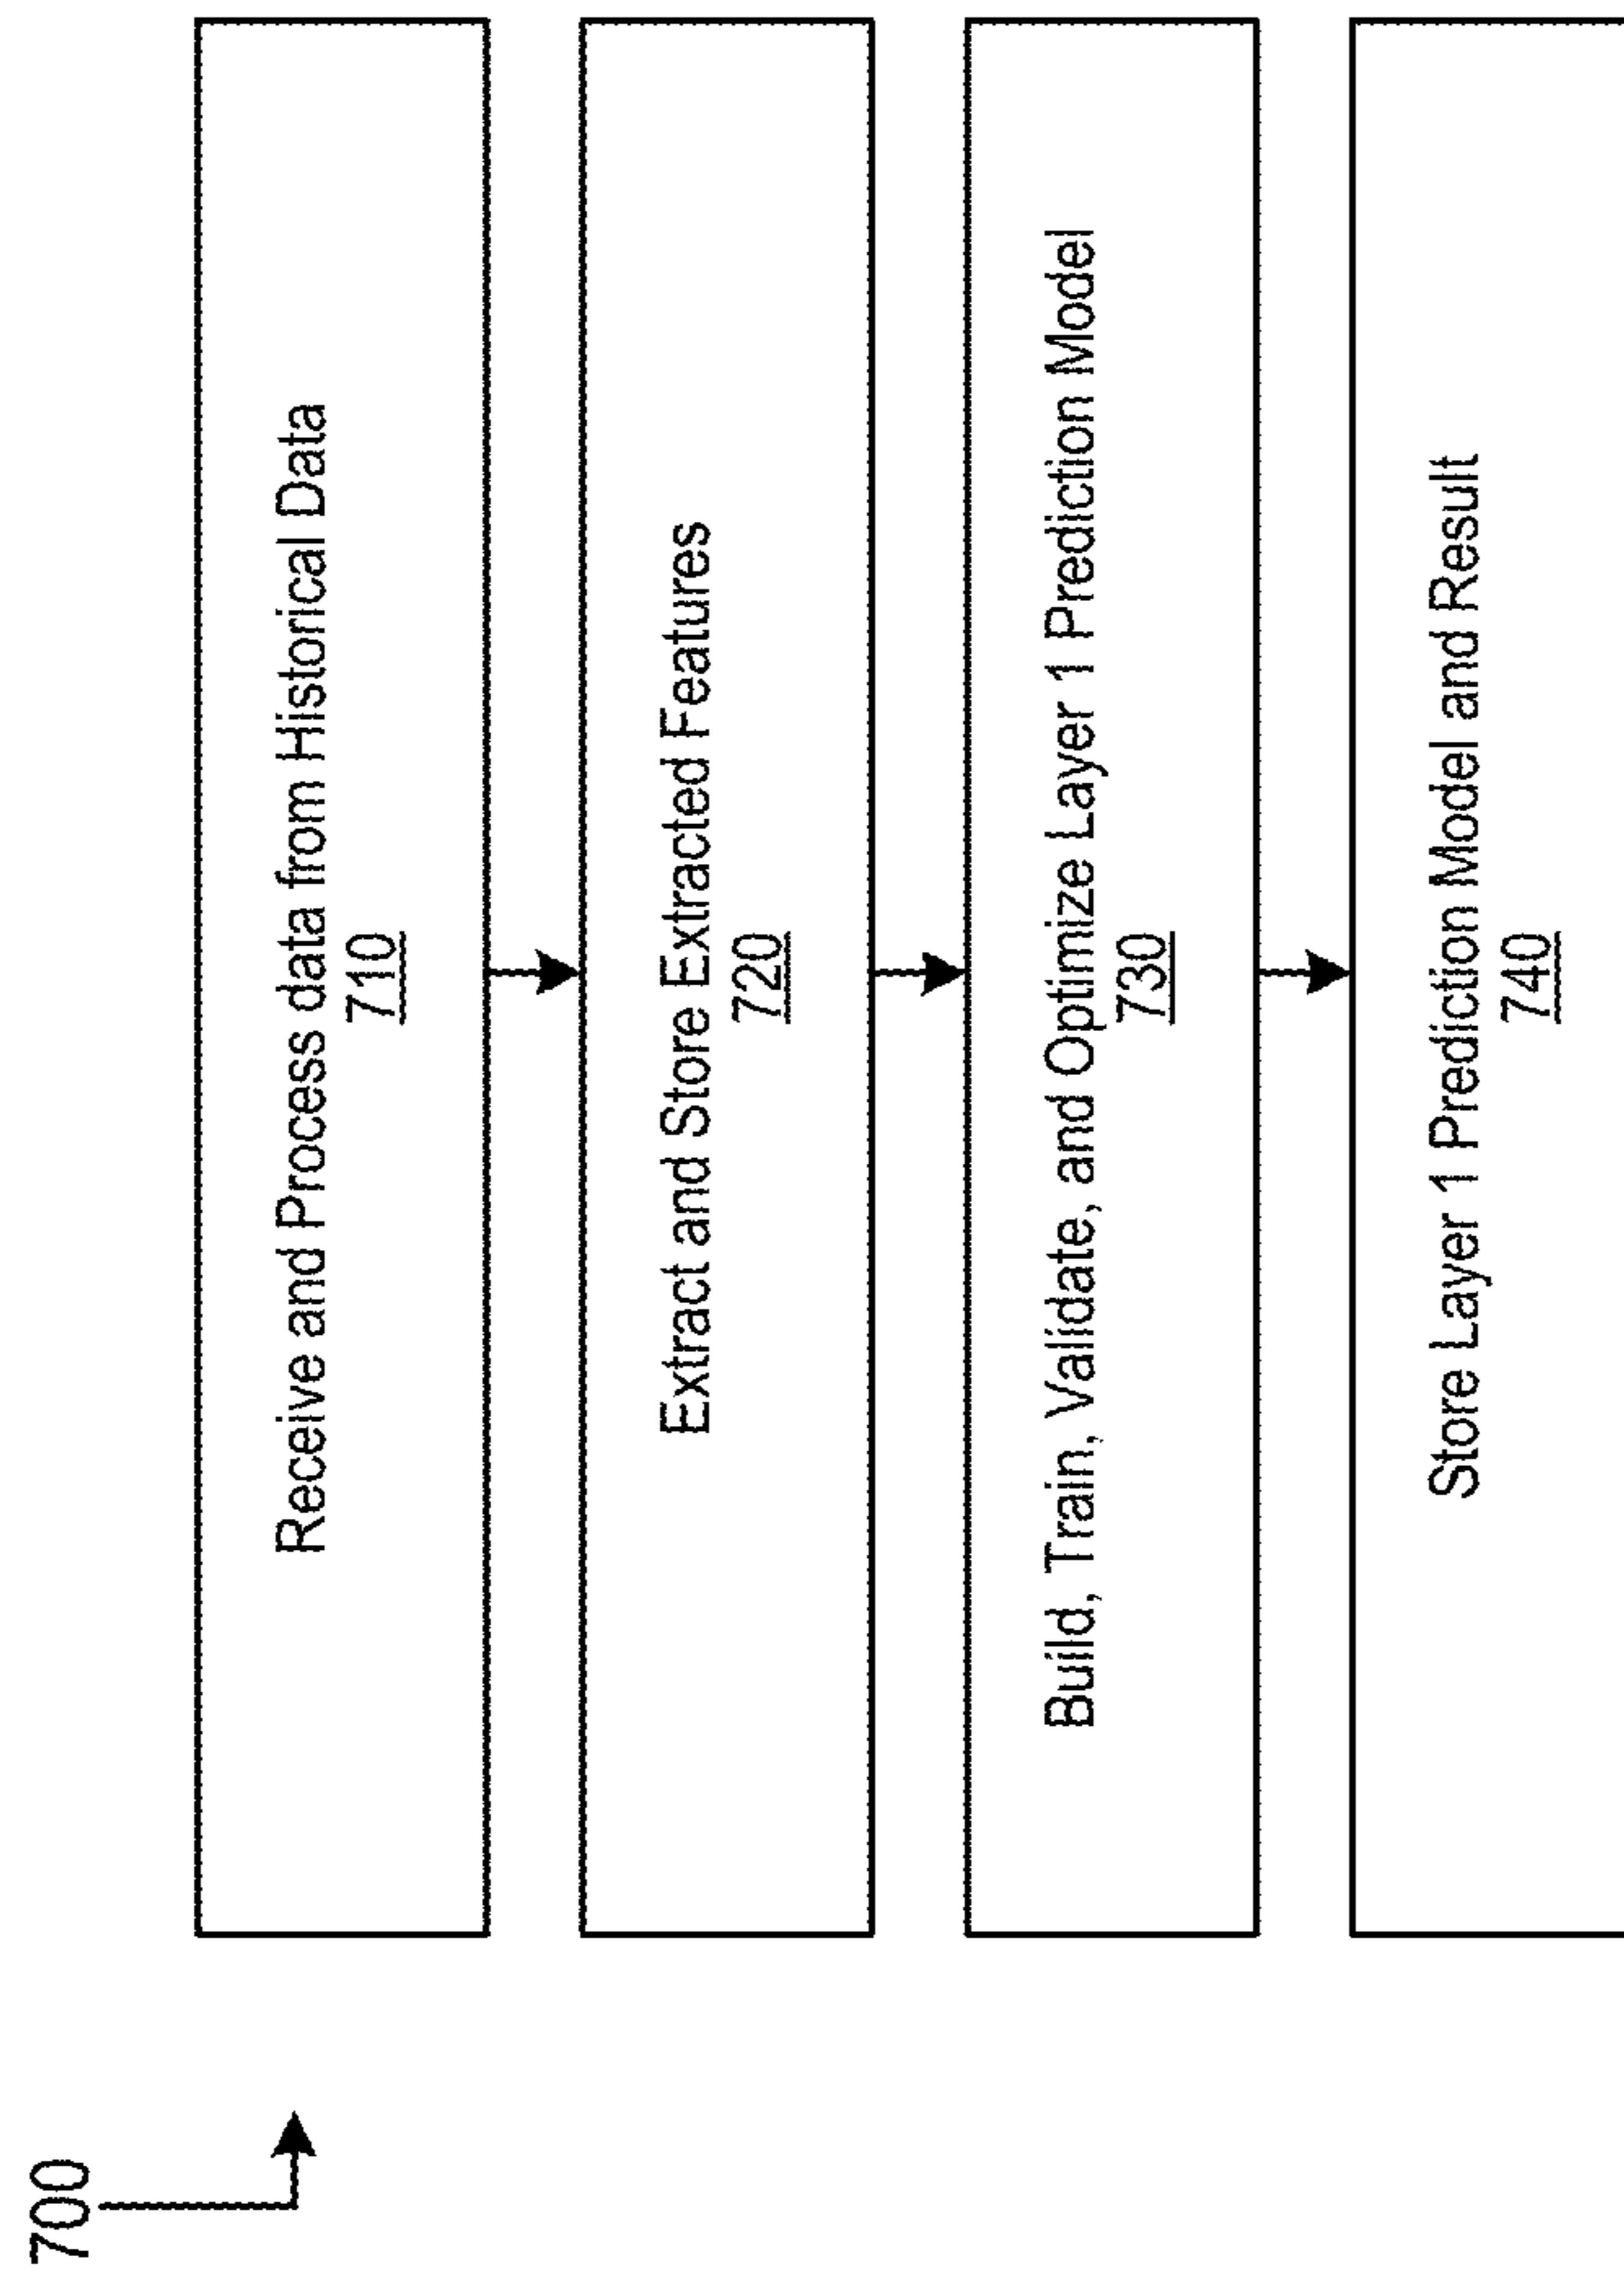 700
Receive and Process data from Historical Data
710
Extract and Store Extracted Features
720
Build, Train, Validate, and Optimize Layer 1 Prediction Model
730
Store Layer 1 Prediction Model and Result
740